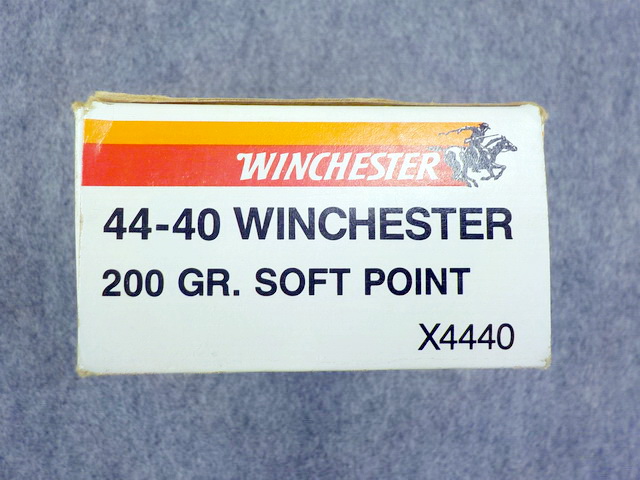 WINCHESTER
44-40 WINCHESTER
200 GR. SOFT POINT
X4440